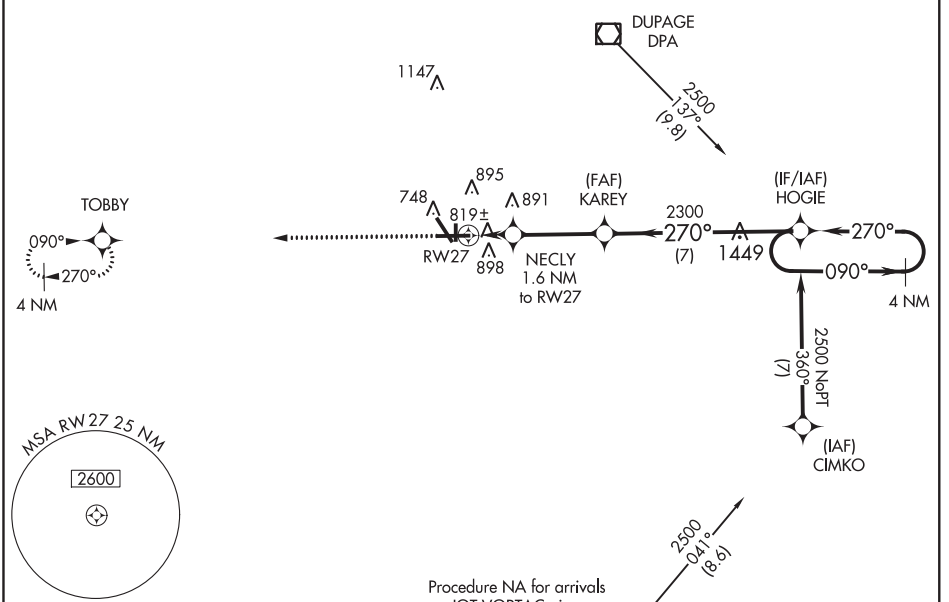 DUPAGE
DPA
1147
2500
137°
(9.8)
895
(FAF)
KAREY
(IF/IAF)
HOGIE
748
891
TOBBY
819±
2300
090°
270°
270°
RW27
898
NECLY
1.6 NM
to RW27
(7)
1449
270°
090°
4 NM
4 NM
2500 NoPT
360°
(7)
MSA RW27 25 NM
(IAF)
CIMKO
2600
2500
041°
(8.6)
Procedure NA for arrivals